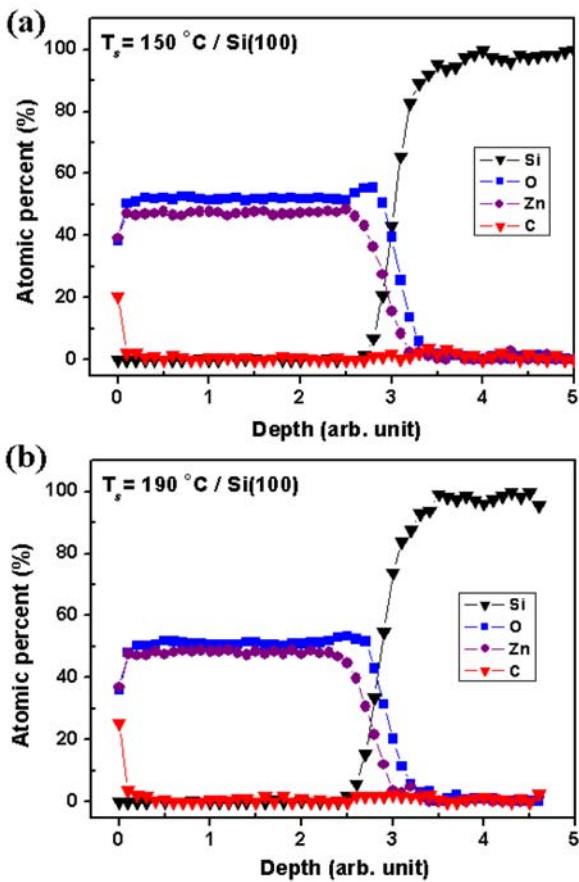 (a)
T_s = 150 °C / Si(100)
Atomic percent (%)
100
80
60
40
20
0
Si
O
Zn
C
0 1 2 3 4 5
Depth (arb. unit)
(b)
T_s = 190 °C / Si(100)
Atomic percent (%)
100
80
60
40
20
0
Si
O
Zn
C
0 1 2 3 4 5
Depth (arb. unit)